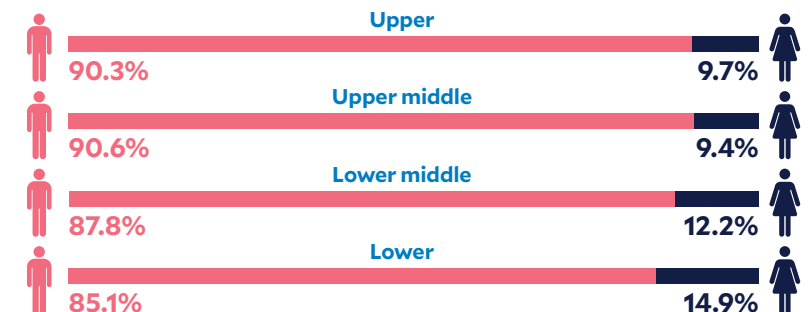 Upper
90.3% 9.7%
Upper middle
90.6% 9.4%
Lower middle
87.8% 12.2%
Lower
85.1% 14.9%